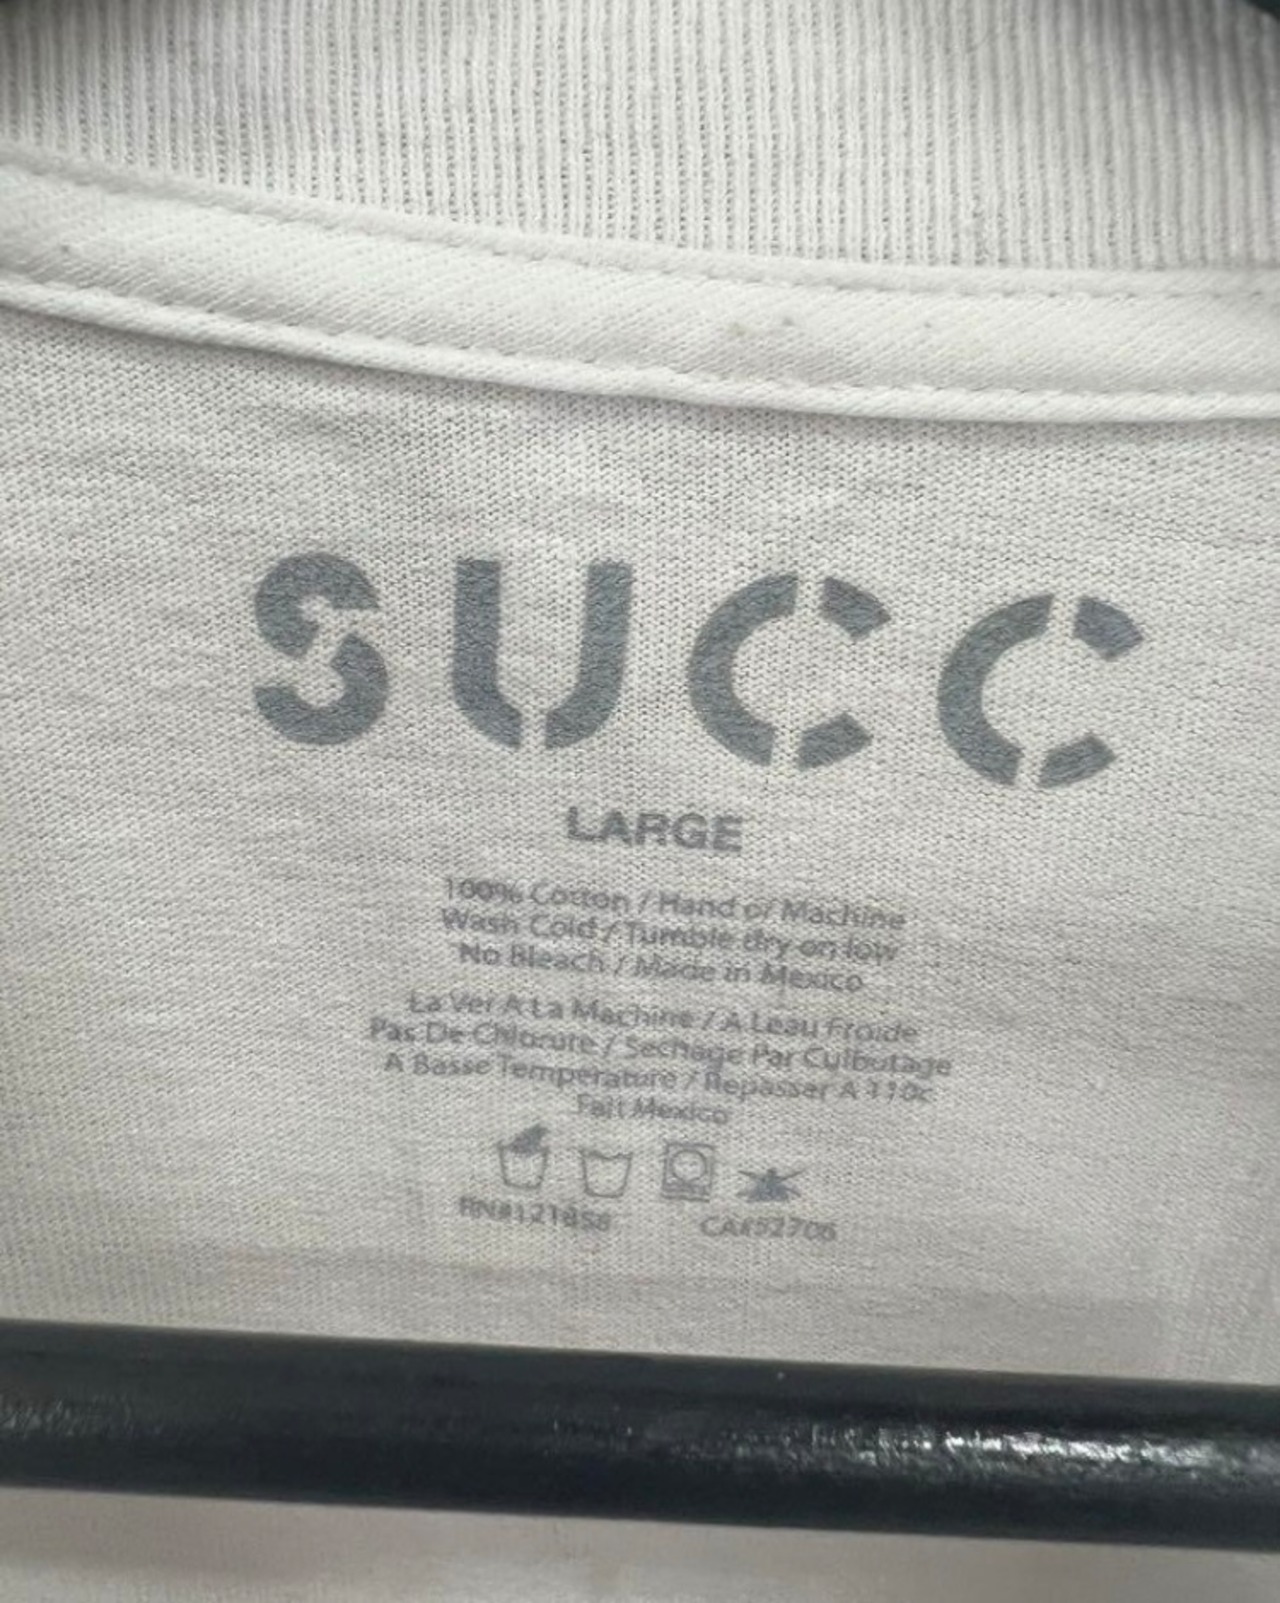 SUCC
LARGE
100% Cotton / Hand or Machine
Wash Cold / Tumble dry on low
No Bleach / Made in Mexico
La Ver A La Machine / A Leau Froide
Pas De Chlorure / Sechage Par Culbutage
A Basse Temperature / Repasser A 110c
Fait Mexico
RN#121858
CA#52706